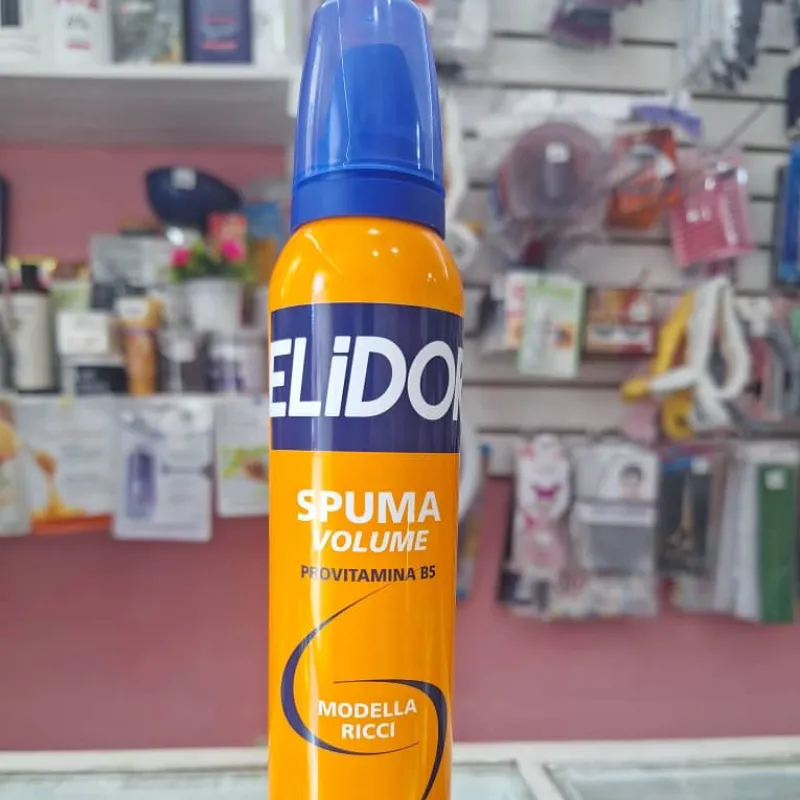 ELiDOR
SPUMA
VOLUME
PROVITAMINA B5
MODELLA
RICCI